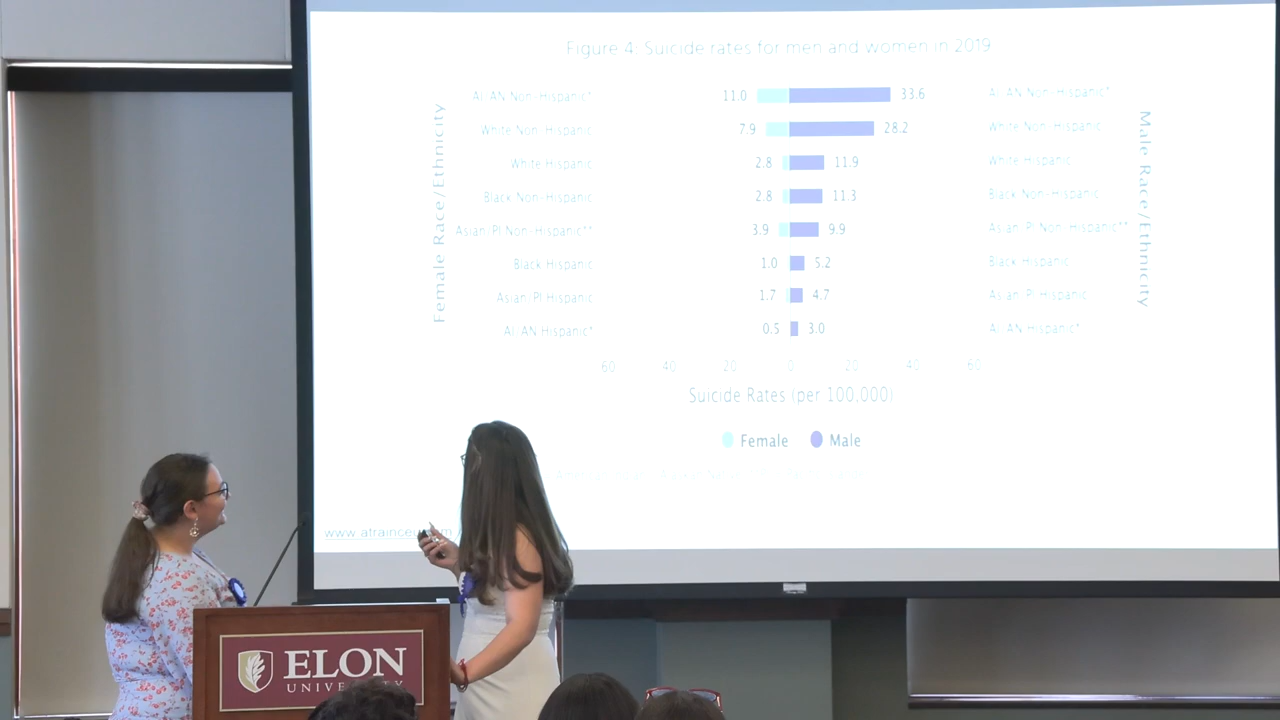 Figure 4: Suicide rates for men and women in 2019
Female Race/Ethnicity
Male Race/Ethnicity
AI/AN Non-Hispanic* 11.0 33.6 AI/AN Non-Hispanic*
White Non-Hispanic 7.9 28.2 White Non-Hispanic
White Hispanic 2.8 11.9 White Hispanic
Black Non-Hispanic 2.8 11.3 Black Non-Hispanic
Asian/PI Non-Hispanic** 3.9 9.9 Asian/PI Non-Hispanic**
Black Hispanic 1.0 5.2 Black Hispanic
Asian/PI Hispanic 1.7 4.7 Asian/PI Hispanic
AI/AN Hispanic* 0.5 3.0 AI/AN Hispanic*
60 40 20 0 20 40 60
Suicide Rates (per 100,000)
Female Male
ELON
UNIVERSITY